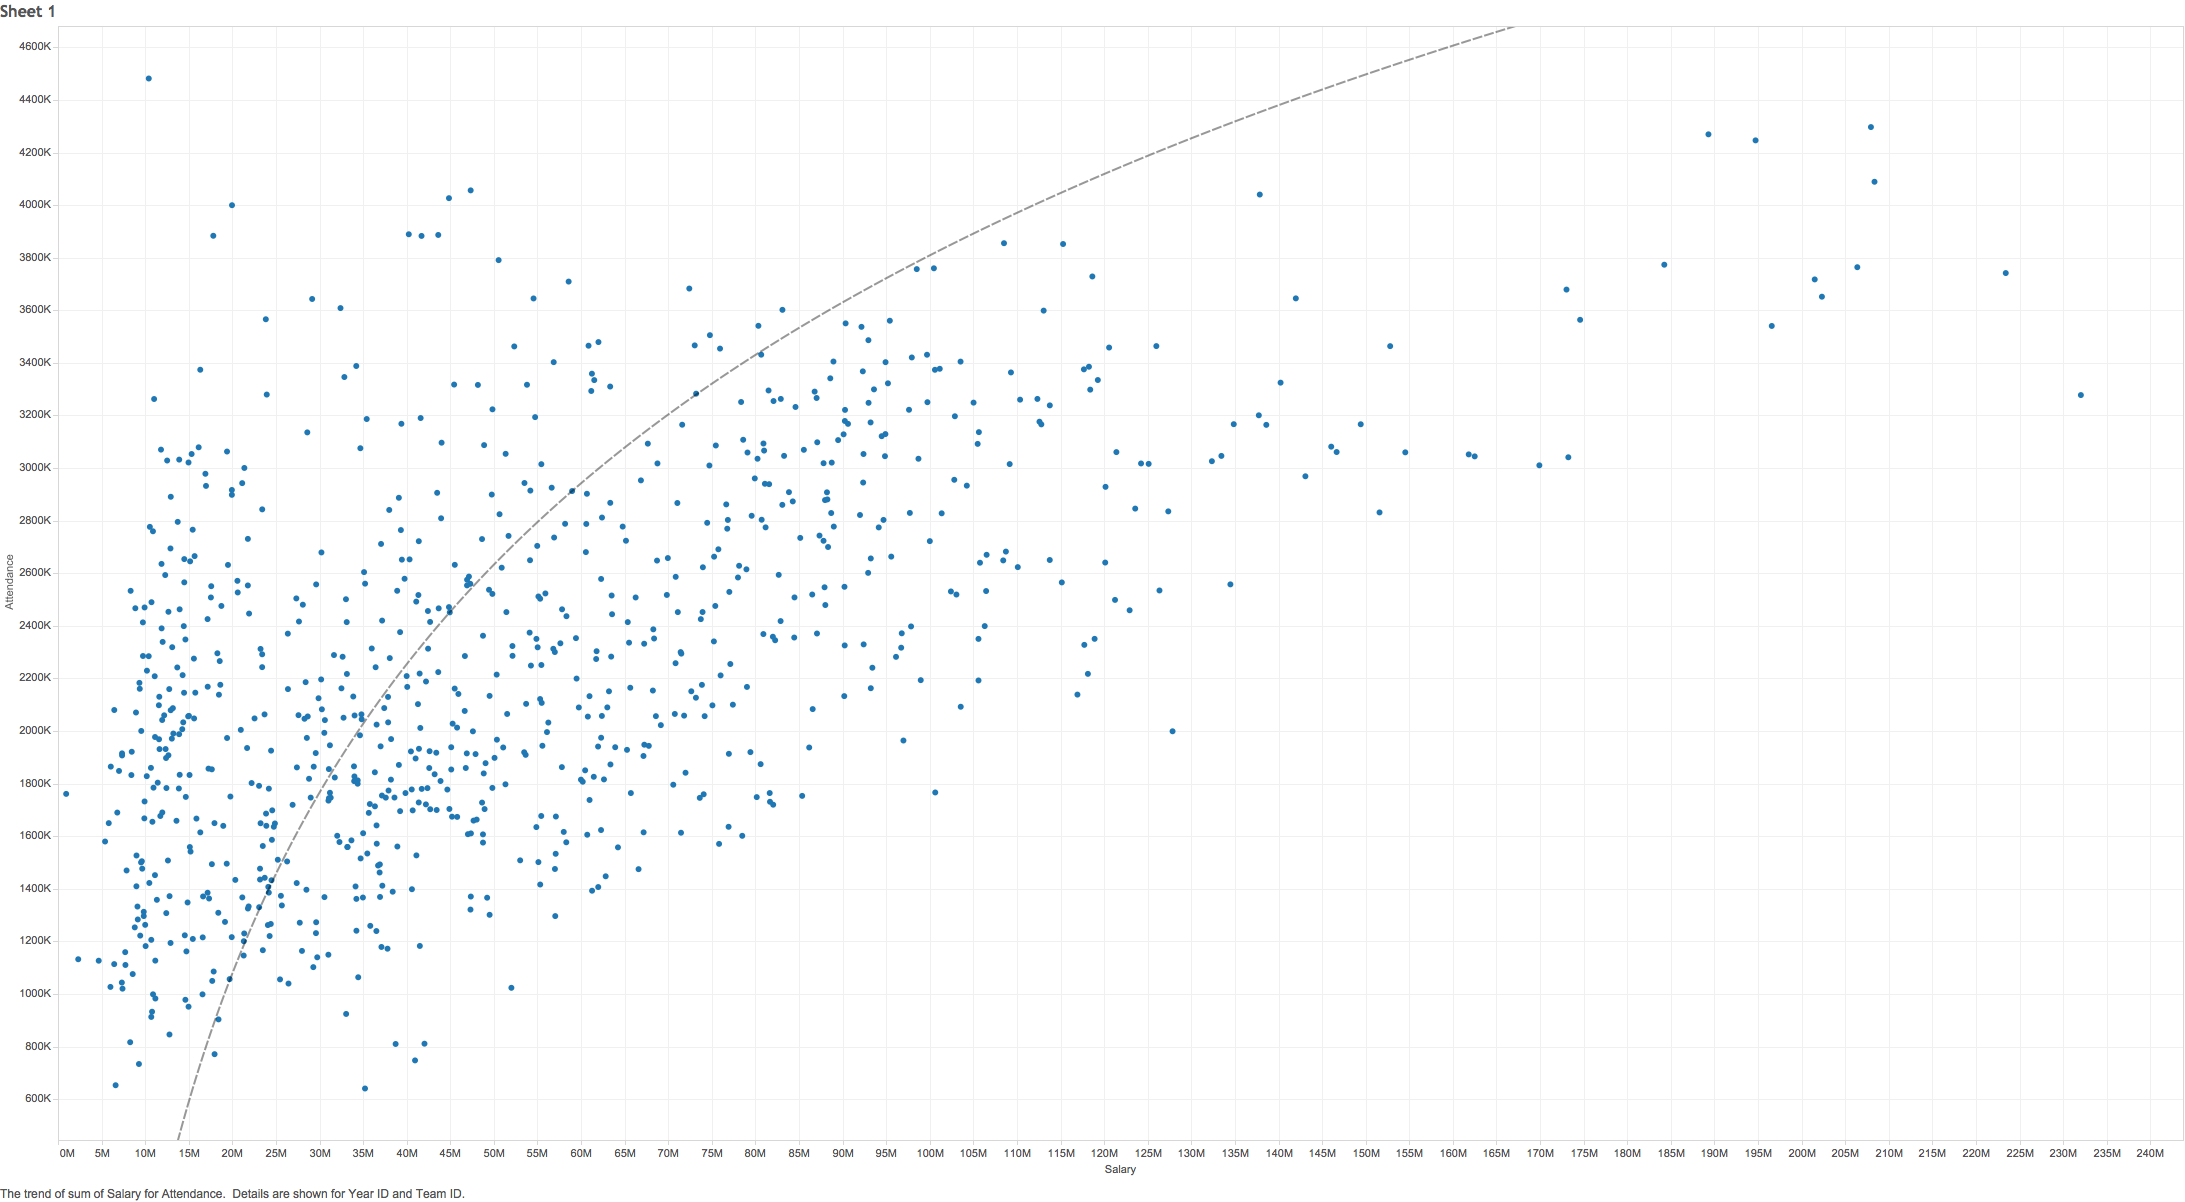 Sheet 1
4600K
4400K
4200K
4000K
3800K
3600K
3400K
3200K
3000K
2800K
2600K
2400K
2200K
2000K
1800K
1600K
1400K
1200K
1000K
800K
600K
Attendance
0M 5M 10M 15M 20M 25M 30M 35M 40M 45M 50M 55M 60M 65M 70M 75M 80M 85M 90M 95M 100M 105M 110M 115M 120M 125M 130M 135M 140M 145M 150M 155M 160M 165M 170M 175M 180M 185M 190M 195M 200M 205M 210M 215M 220M 225M 230M 235M 240M
Salary
The trend of sum of Salary for Attendance.  Details are shown for Year ID and Team ID.